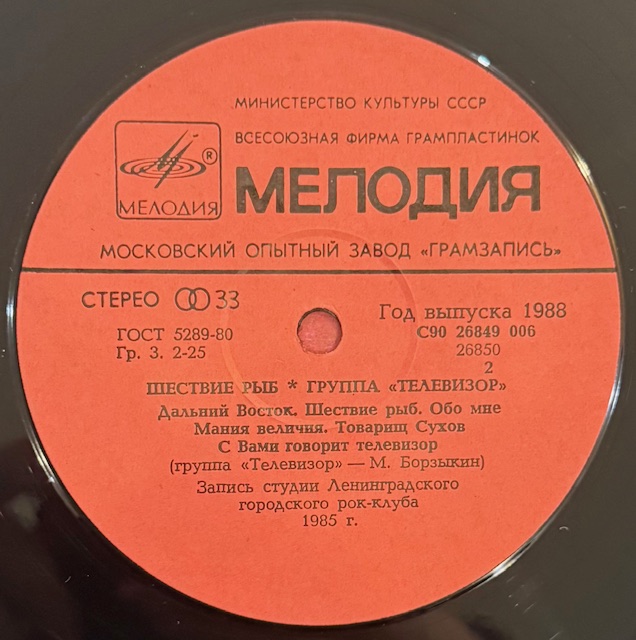 МИНИСТЕРСТВО КУЛЬТУРЫ СССР
ВСЕСОЮЗНАЯ ФИРМА ГРАМПЛАСТИНОК
®
МЕЛОДИЯ
МЕЛОДИЯ
МОСКОВСКИЙ ОПЫТНЫЙ ЗАВОД «ГРАМЗАПИСЬ»
СТЕРЕО 33
Год выпуска 1988
ГОСТ 5289-80
С90 26849 006
Гр. 3. 2-25
26850
2
ШЕСТВИЕ РЫБ * ГРУППА «ТЕЛЕВИЗОР»
Дальний Восток. Шествие рыб. Обо мне
Мания величия. Товарищ Сухов
С Вами говорит телевизор
(группа «Телевизор» — М. Борзыкин)
Запись студии Ленинградского
городского рок-клуба
1985 г.